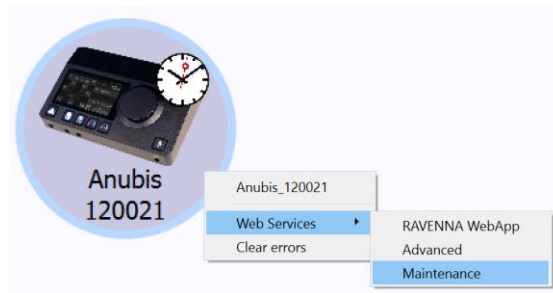 Anubis
120021
Anubis_120021
Web Services
Clear errors
RAVENNA WebApp
Advanced
Maintenance